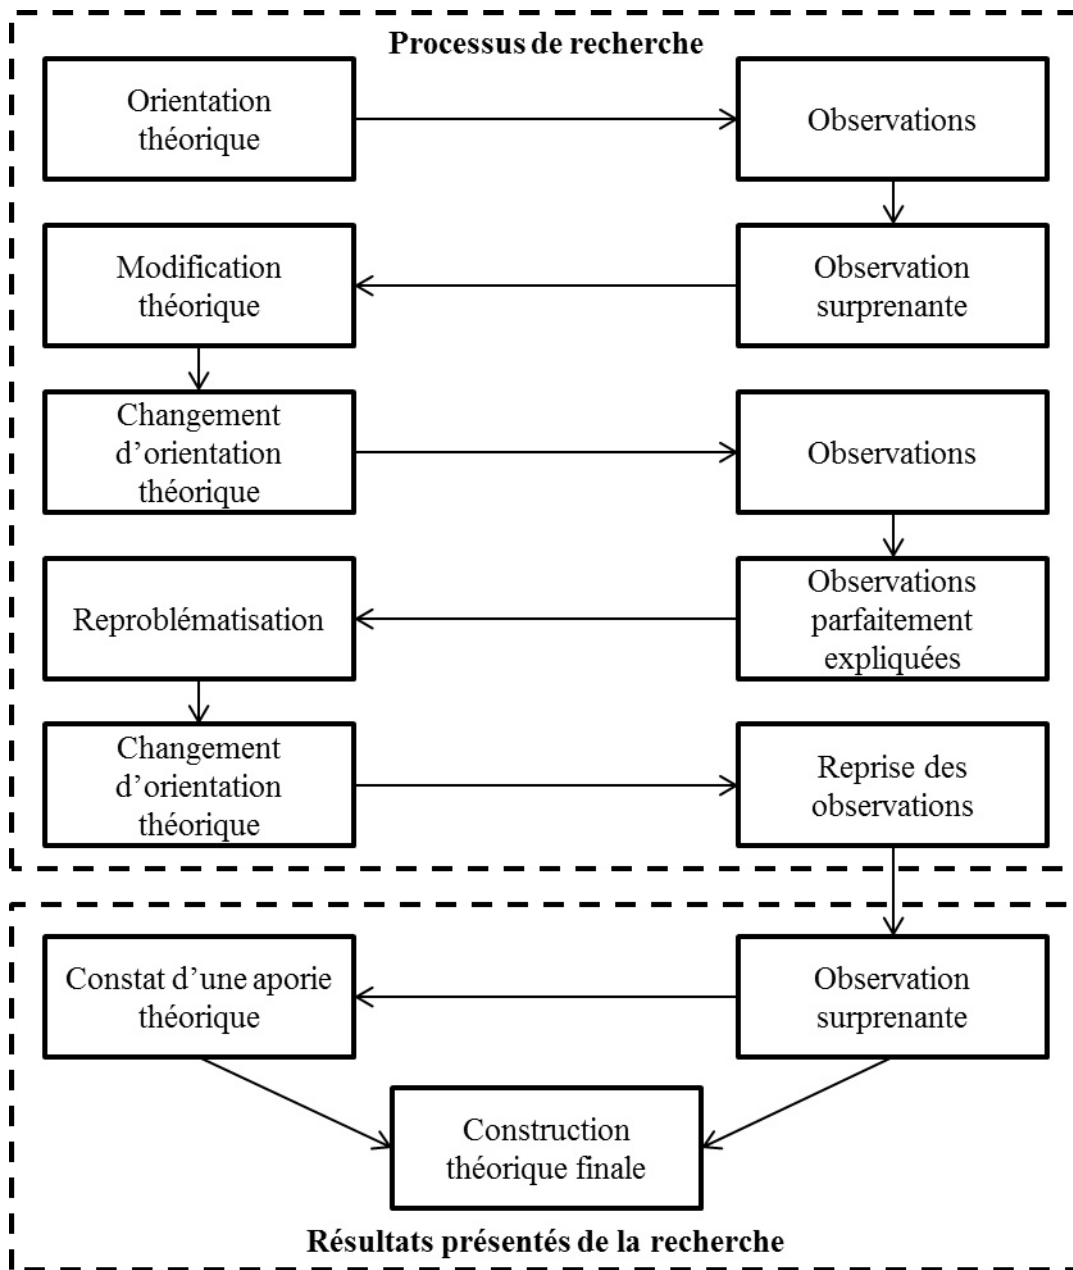 Processus de recherche
Orientation
théorique
Observations
Modification
théorique
Observation
surprenante
Changement
d’orientation
théorique
Observations
Reproblématisation
Observations
parfaitement
expliquées
Changement
d’orientation
théorique
Reprise des
observations
Constat d’une aporie
théorique
Observation
surprenante
Construction
théorique finale
Résultats présentés de la recherche